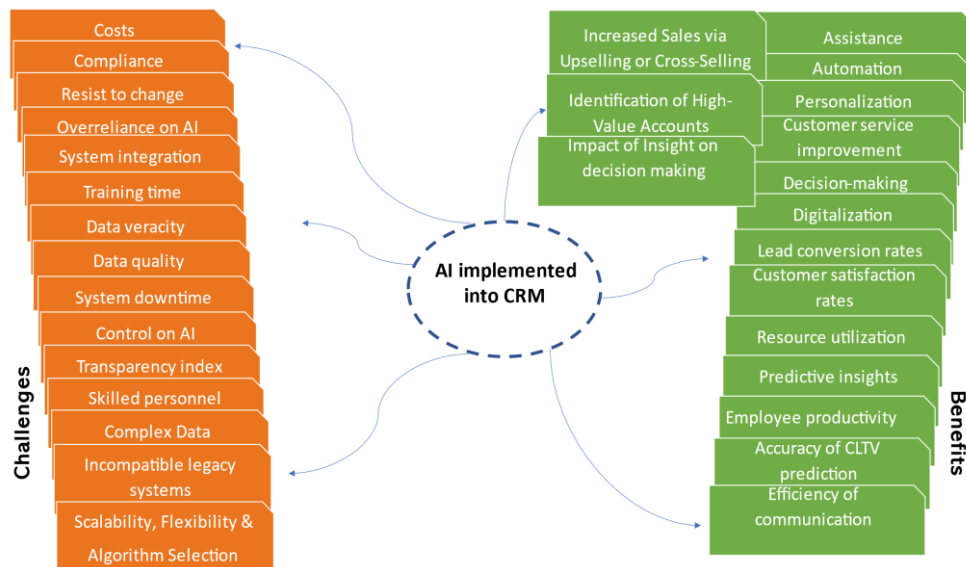 Costs
Compliance
Resist to change
Overreliance on AI
System integration
Training time
Data veracity
Data quality
System downtime
Control on AI
Transparency index
Skilled personnel
Complex Data
Incompatible legacy
systems
Scalability, Flexibility &
Algorithm Selection
Challenges
AI implemented
into CRM
Increased Sales via
Upselling or Cross-Selling
Identification of High-
Value Accounts
Impact of Insight on
decision making
Assistance
Automation
Personalization
Customer service
improvement
Decision-making
Digitalization
Lead conversion rates
Customer satisfaction
rates
Resource utilization
Predictive insights
Employee productivity
Accuracy of CLTV
prediction
Efficiency of
communication
Benefits